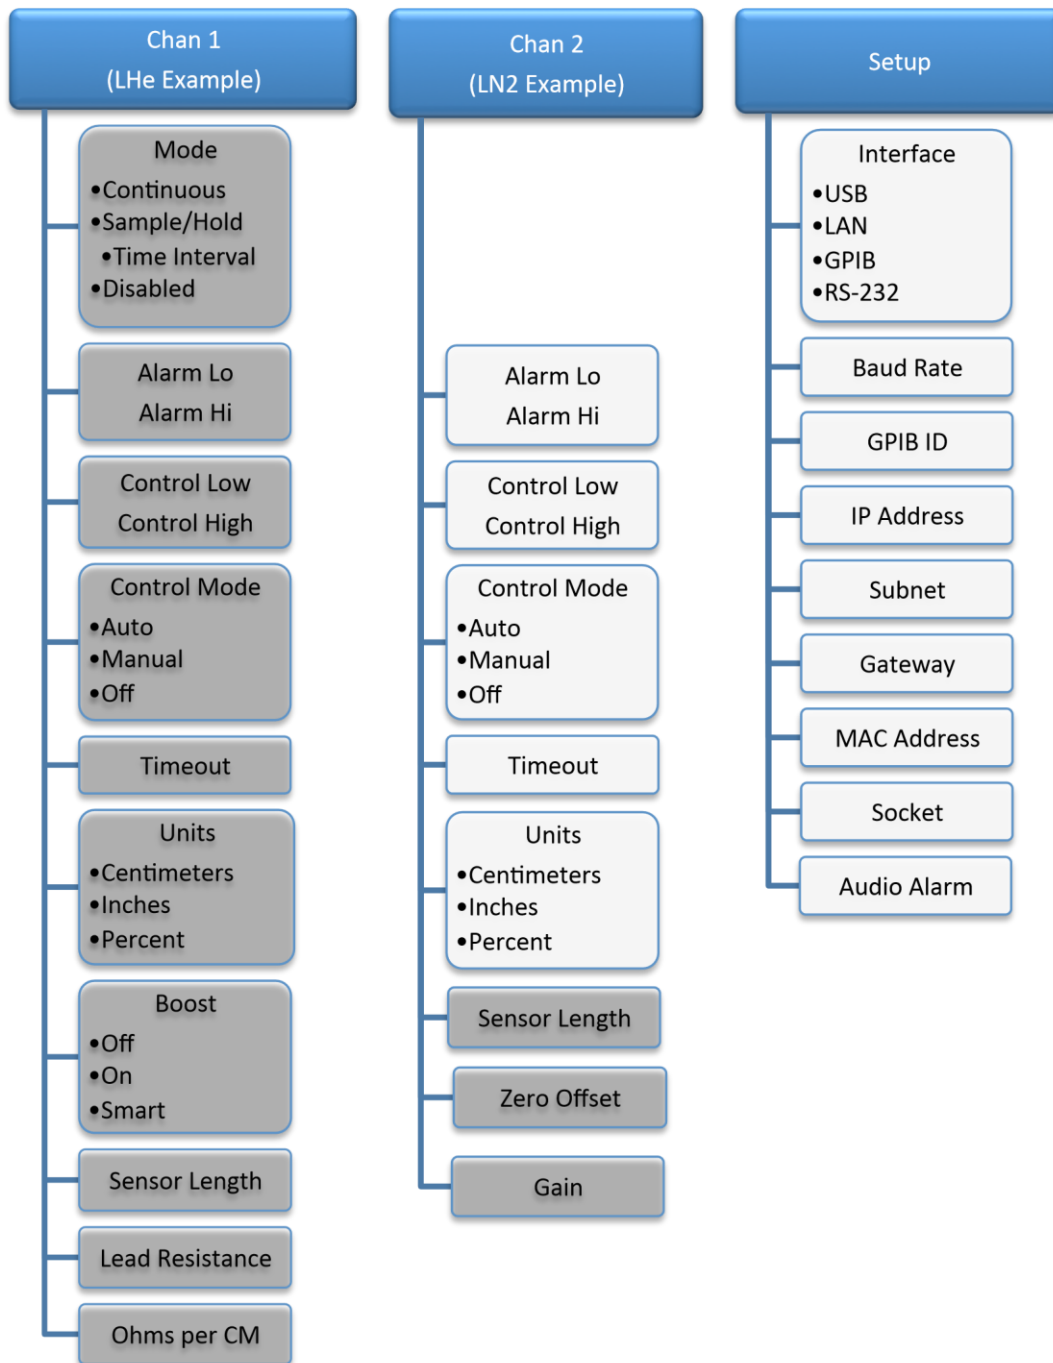 Chan 1
(LHe Example)
Mode
•Continuous
•Sample/Hold
•Time Interval
•Disabled
Alarm Lo
Alarm Hi
Control Low
Control High
Control Mode
•Auto
•Manual
•Off
Timeout
Units
•Centimeters
•Inches
•Percent
Boost
•Off
•On
•Smart
Sensor Length
Lead Resistance
Ohms per CM
Chan 2
(LN2 Example)
Alarm Lo
Alarm Hi
Control Low
Control High
Control Mode
•Auto
•Manual
•Off
Timeout
Units
•Centimeters
•Inches
•Percent
Sensor Length
Zero Offset
Gain
Setup
Interface
•USB
•LAN
•GPIB
•RS-232
Baud Rate
GPIB ID
IP Address
Subnet
Gateway
MAC Address
Socket
Audio Alarm